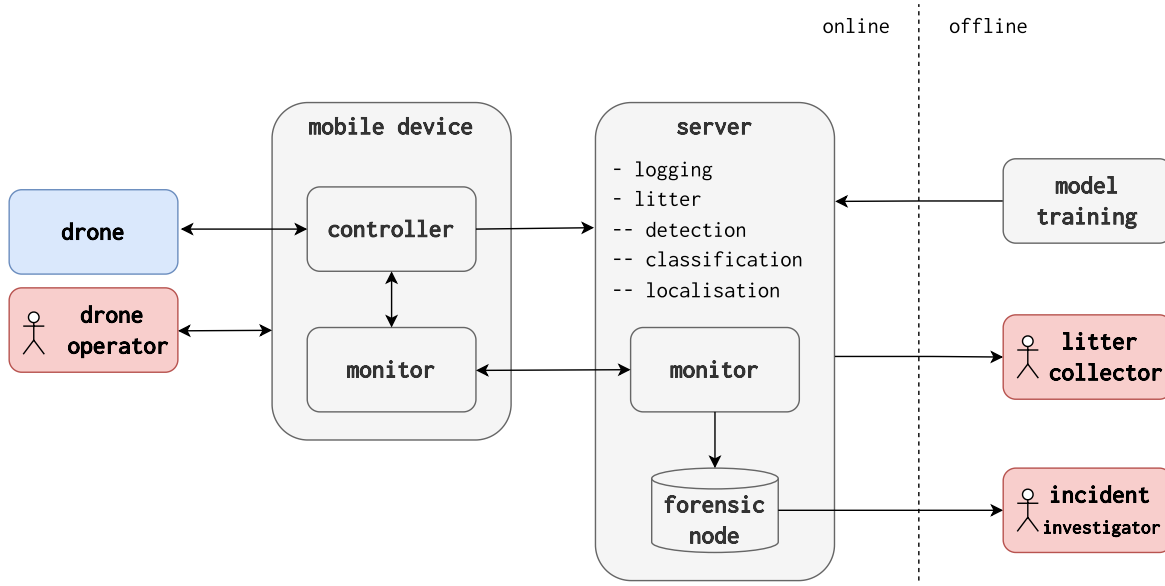 online
offline
mobile device
server
- logging
- litter
-- detection
-- classification
-- localisation
model
training
drone
controller
drone
operator
monitor
monitor
litter
collector
forensic
node
incident
investigator